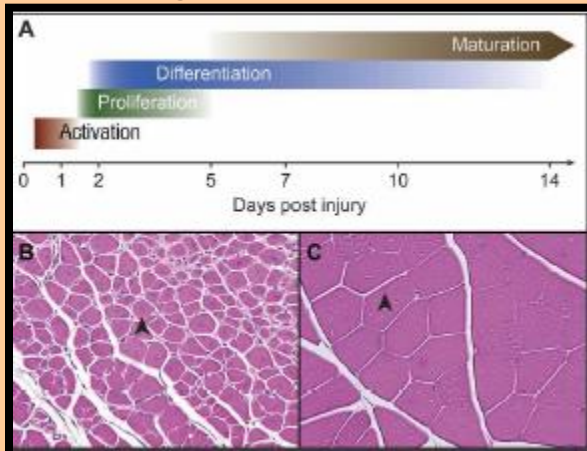 A
Maturation
Differentiation
Proliferation
Activation
0 1 2 5 7 10 14
Days post injury
B
C